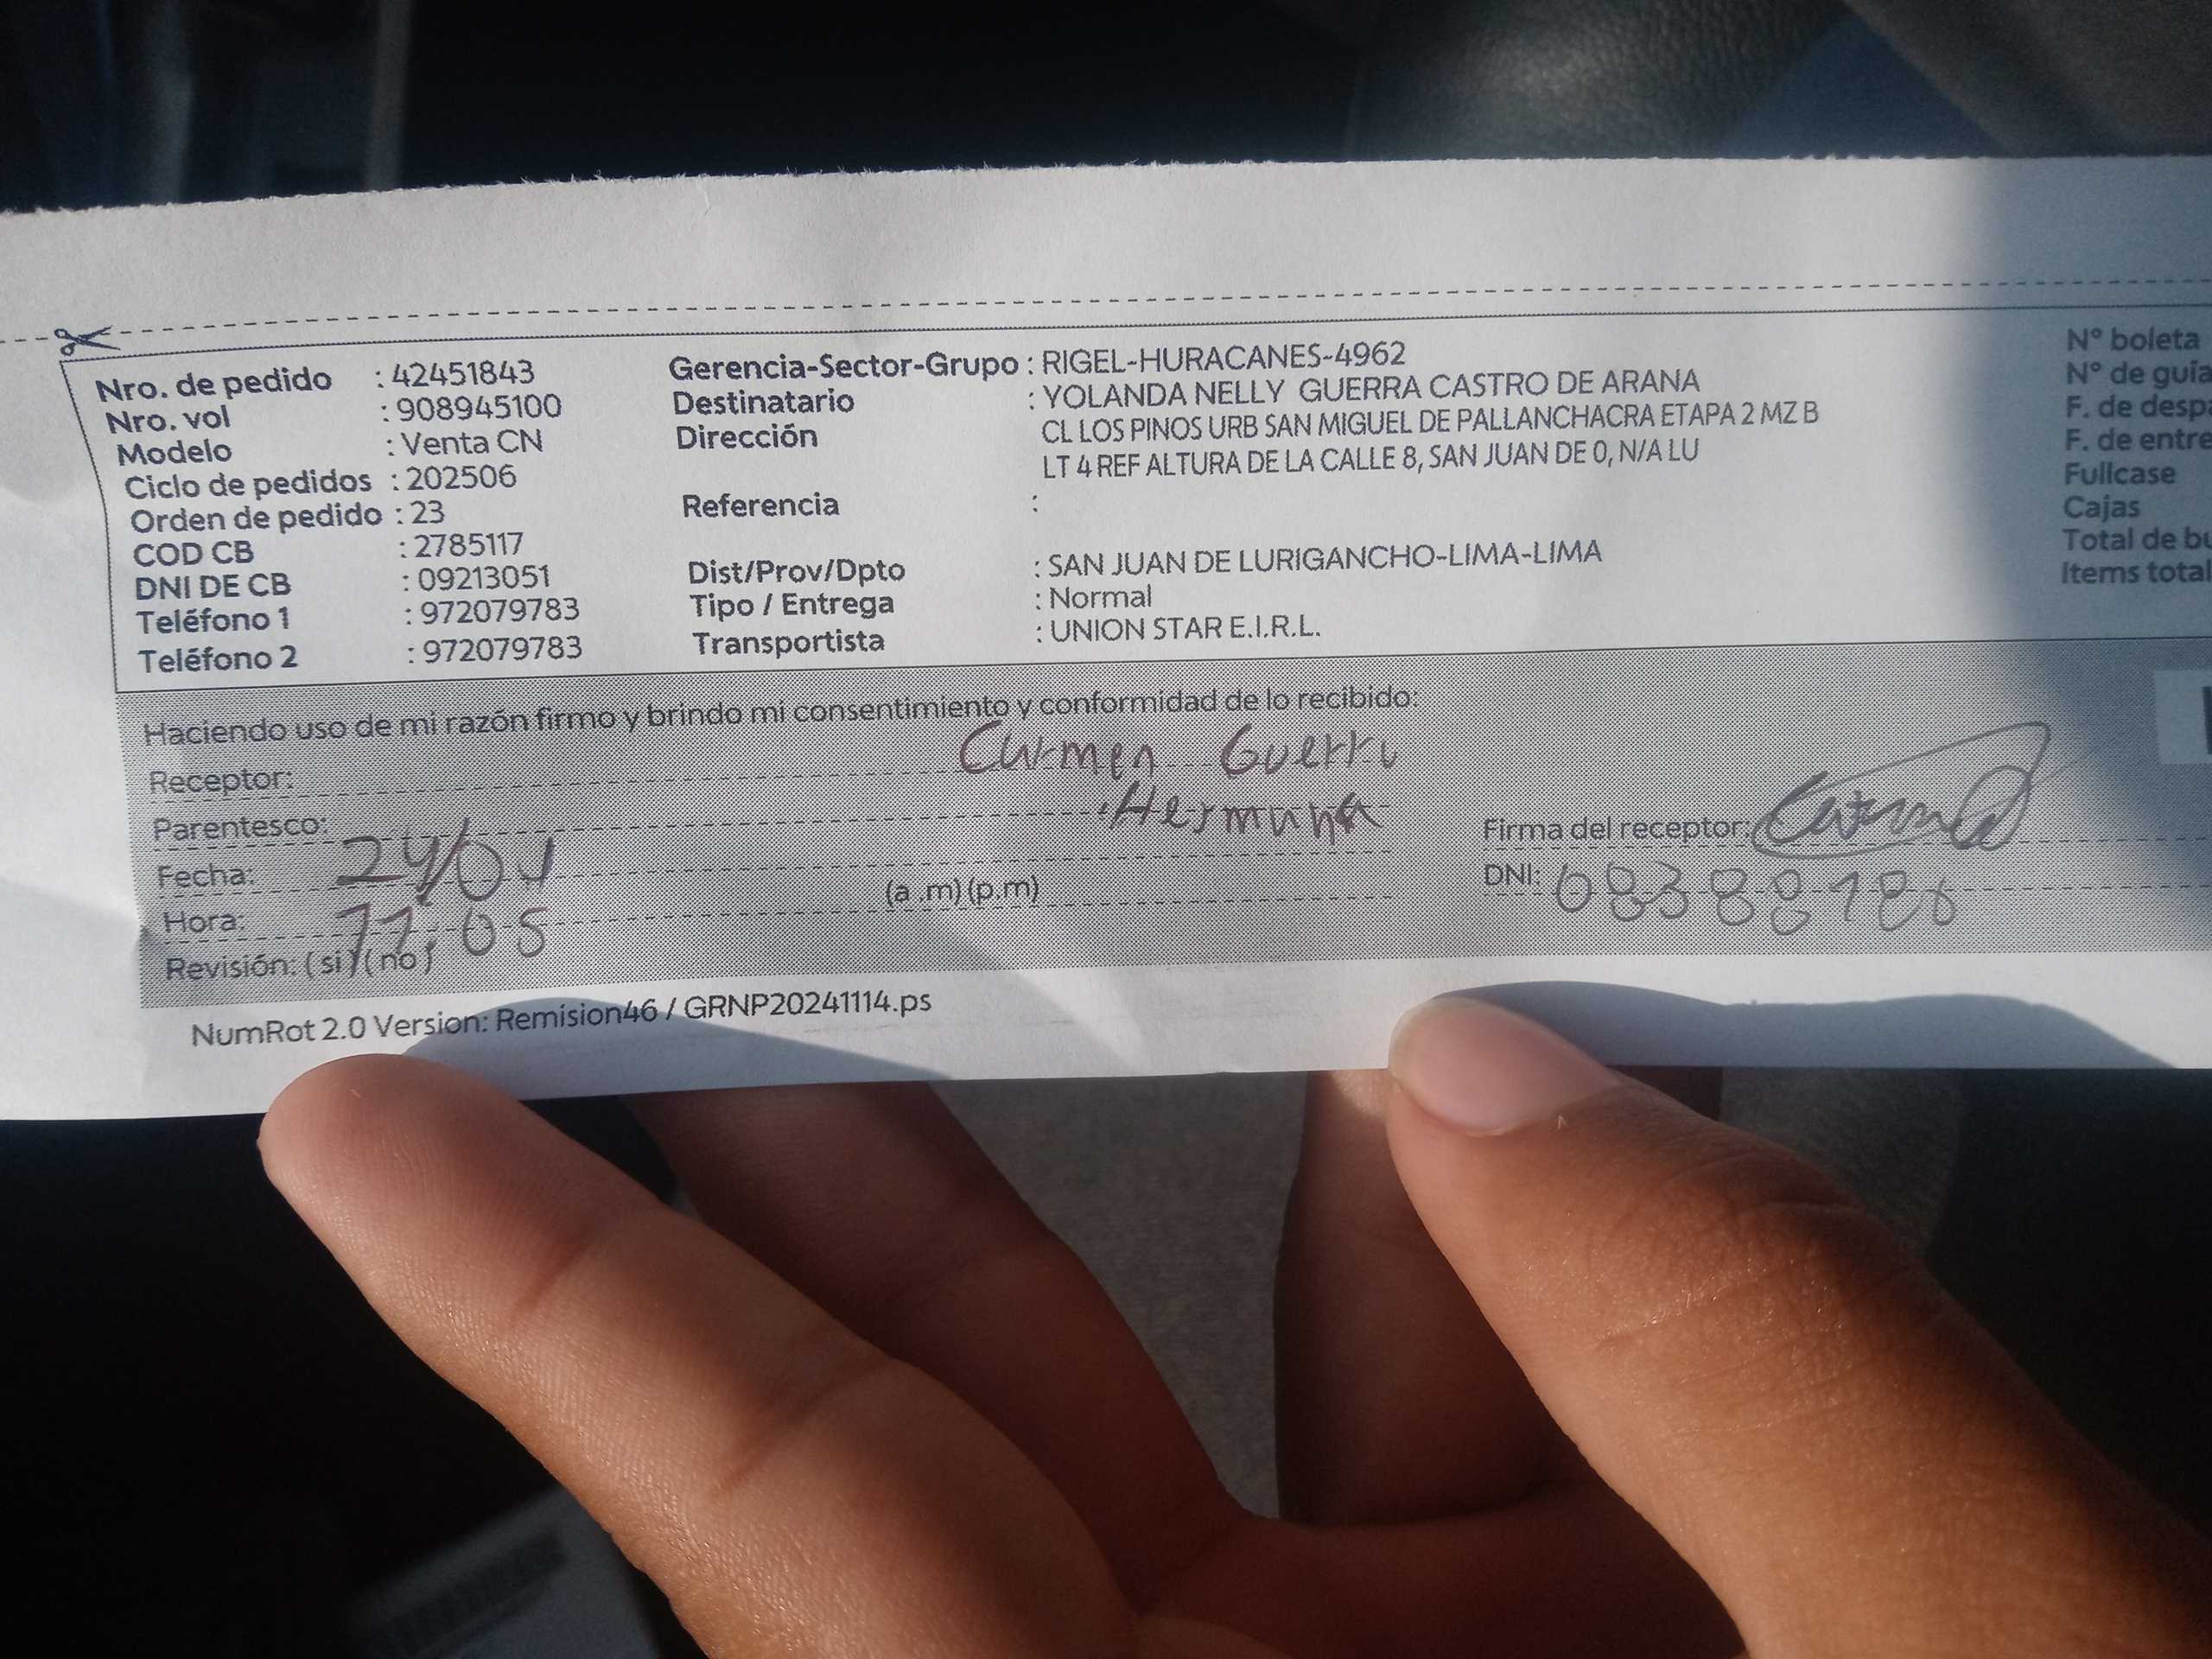 Nro. de pedido : 42451843
Nro. vol : 908945100
Modelo : Venta CN
Ciclo de pedidos : 202506
Orden de pedido : 23
COD CB : 2785117
DNI DE CB : 09213051
Teléfono 1 : 972079783
Teléfono 2 : 972079783
Gerencia-Sector-Grupo : RIGEL-HURACANES-4962
Destinatario : YOLANDA NELLY GUERRA CASTRO DE ARANA
Dirección CL LOS PINOS URB SAN MIGUEL DE PALLANCHACRA ETAPA 2 MZ B
LT 4 REF ALTURA DE LA CALLE 8, SAN JUAN DE 0, N/A LU
Referencia :
Dist/Prov/Dpto : SAN JUAN DE LURIGANCHO-LIMA-LIMA
Tipo / Entrega : Normal
Transportista : UNION STAR E.I.R.L.
N° boleta
N° de guia
F. de despa
F. de entre
Fullcase
Cajas
Total de bu
Items total
Haciendo uso de mi razón firmo y brindo mi consentimiento y conformidad de lo recibido:
Receptor: Carmen Guerra
Parentesco: Hermana
Fecha: 24/04
Hora: 11:05 (a.m) (p.m)
Revisión: (si) (no)
Firma del receptor:
DNI: 08388186
NumRot 2.0 Version: Remision46 / GRNP20241114.ps